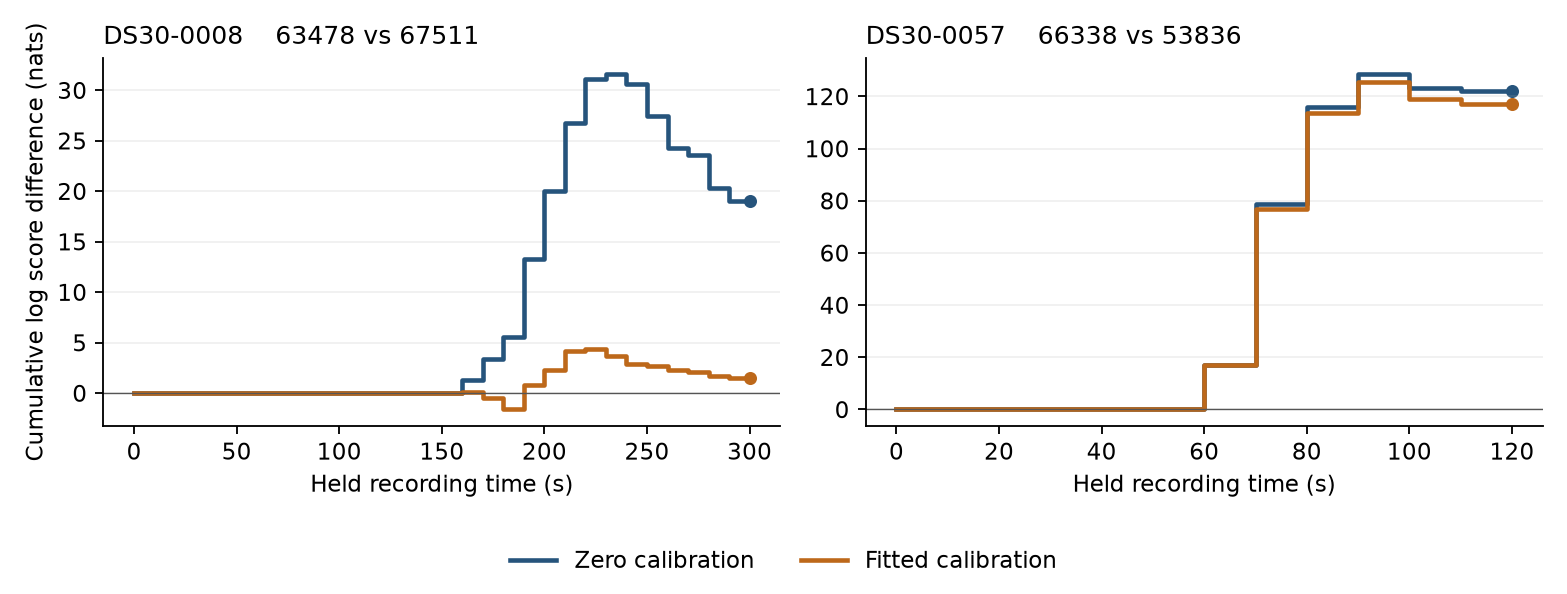 DS30-0008    63478 vs 67511
Cumulative log score difference (nats)
30
25
20
15
10
5
0
0 50 100 150 200 250 300
Held recording time (s)
DS30-0057    66338 vs 53836
120
100
80
60
40
20
0
0 20 40 60 80 100 120
Held recording time (s)
Zero calibration
Fitted calibration